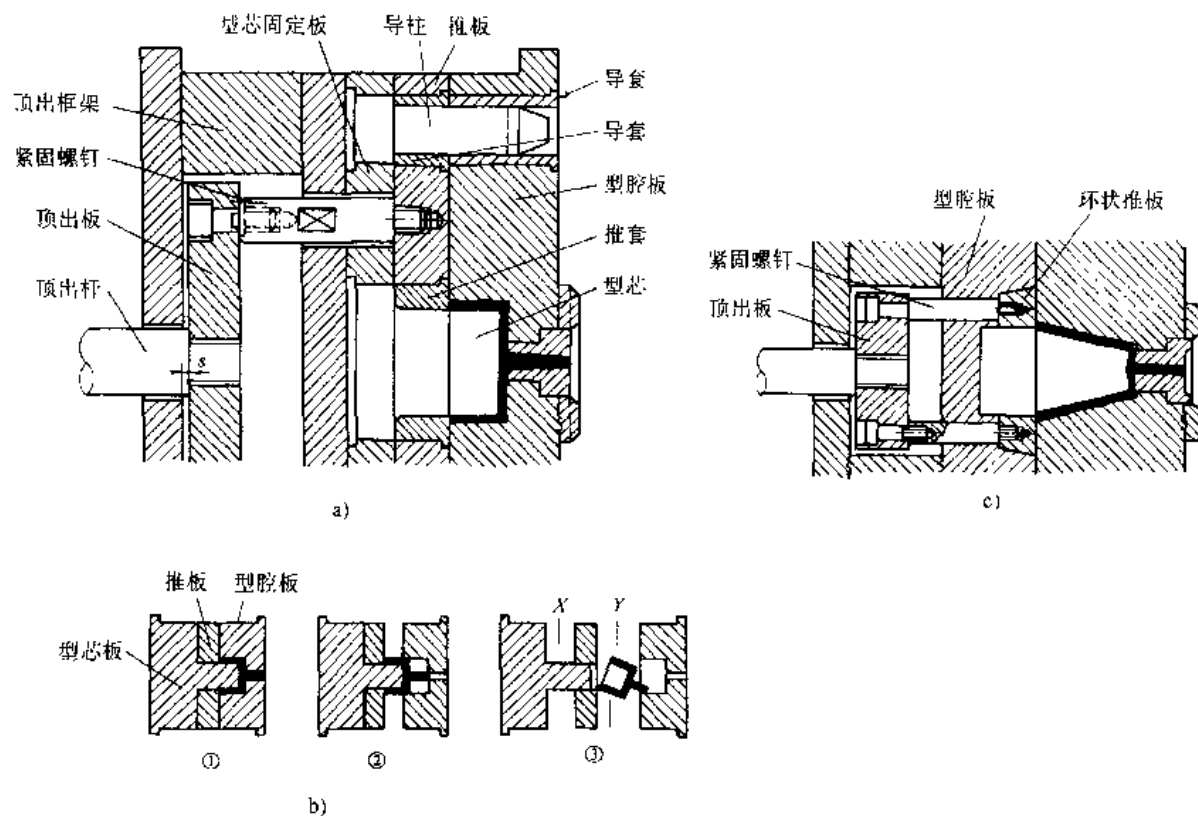 型芯固定板
导柱
推板
导套
顶出框架
导套
紧固螺钉
型腔板
顶出板
推套
顶出杆
型芯
s
a)
型腔板
环状推板
紧固螺钉
顶出板
c)
推板
型腔板
型芯板
X
Y
①
②
③
b)